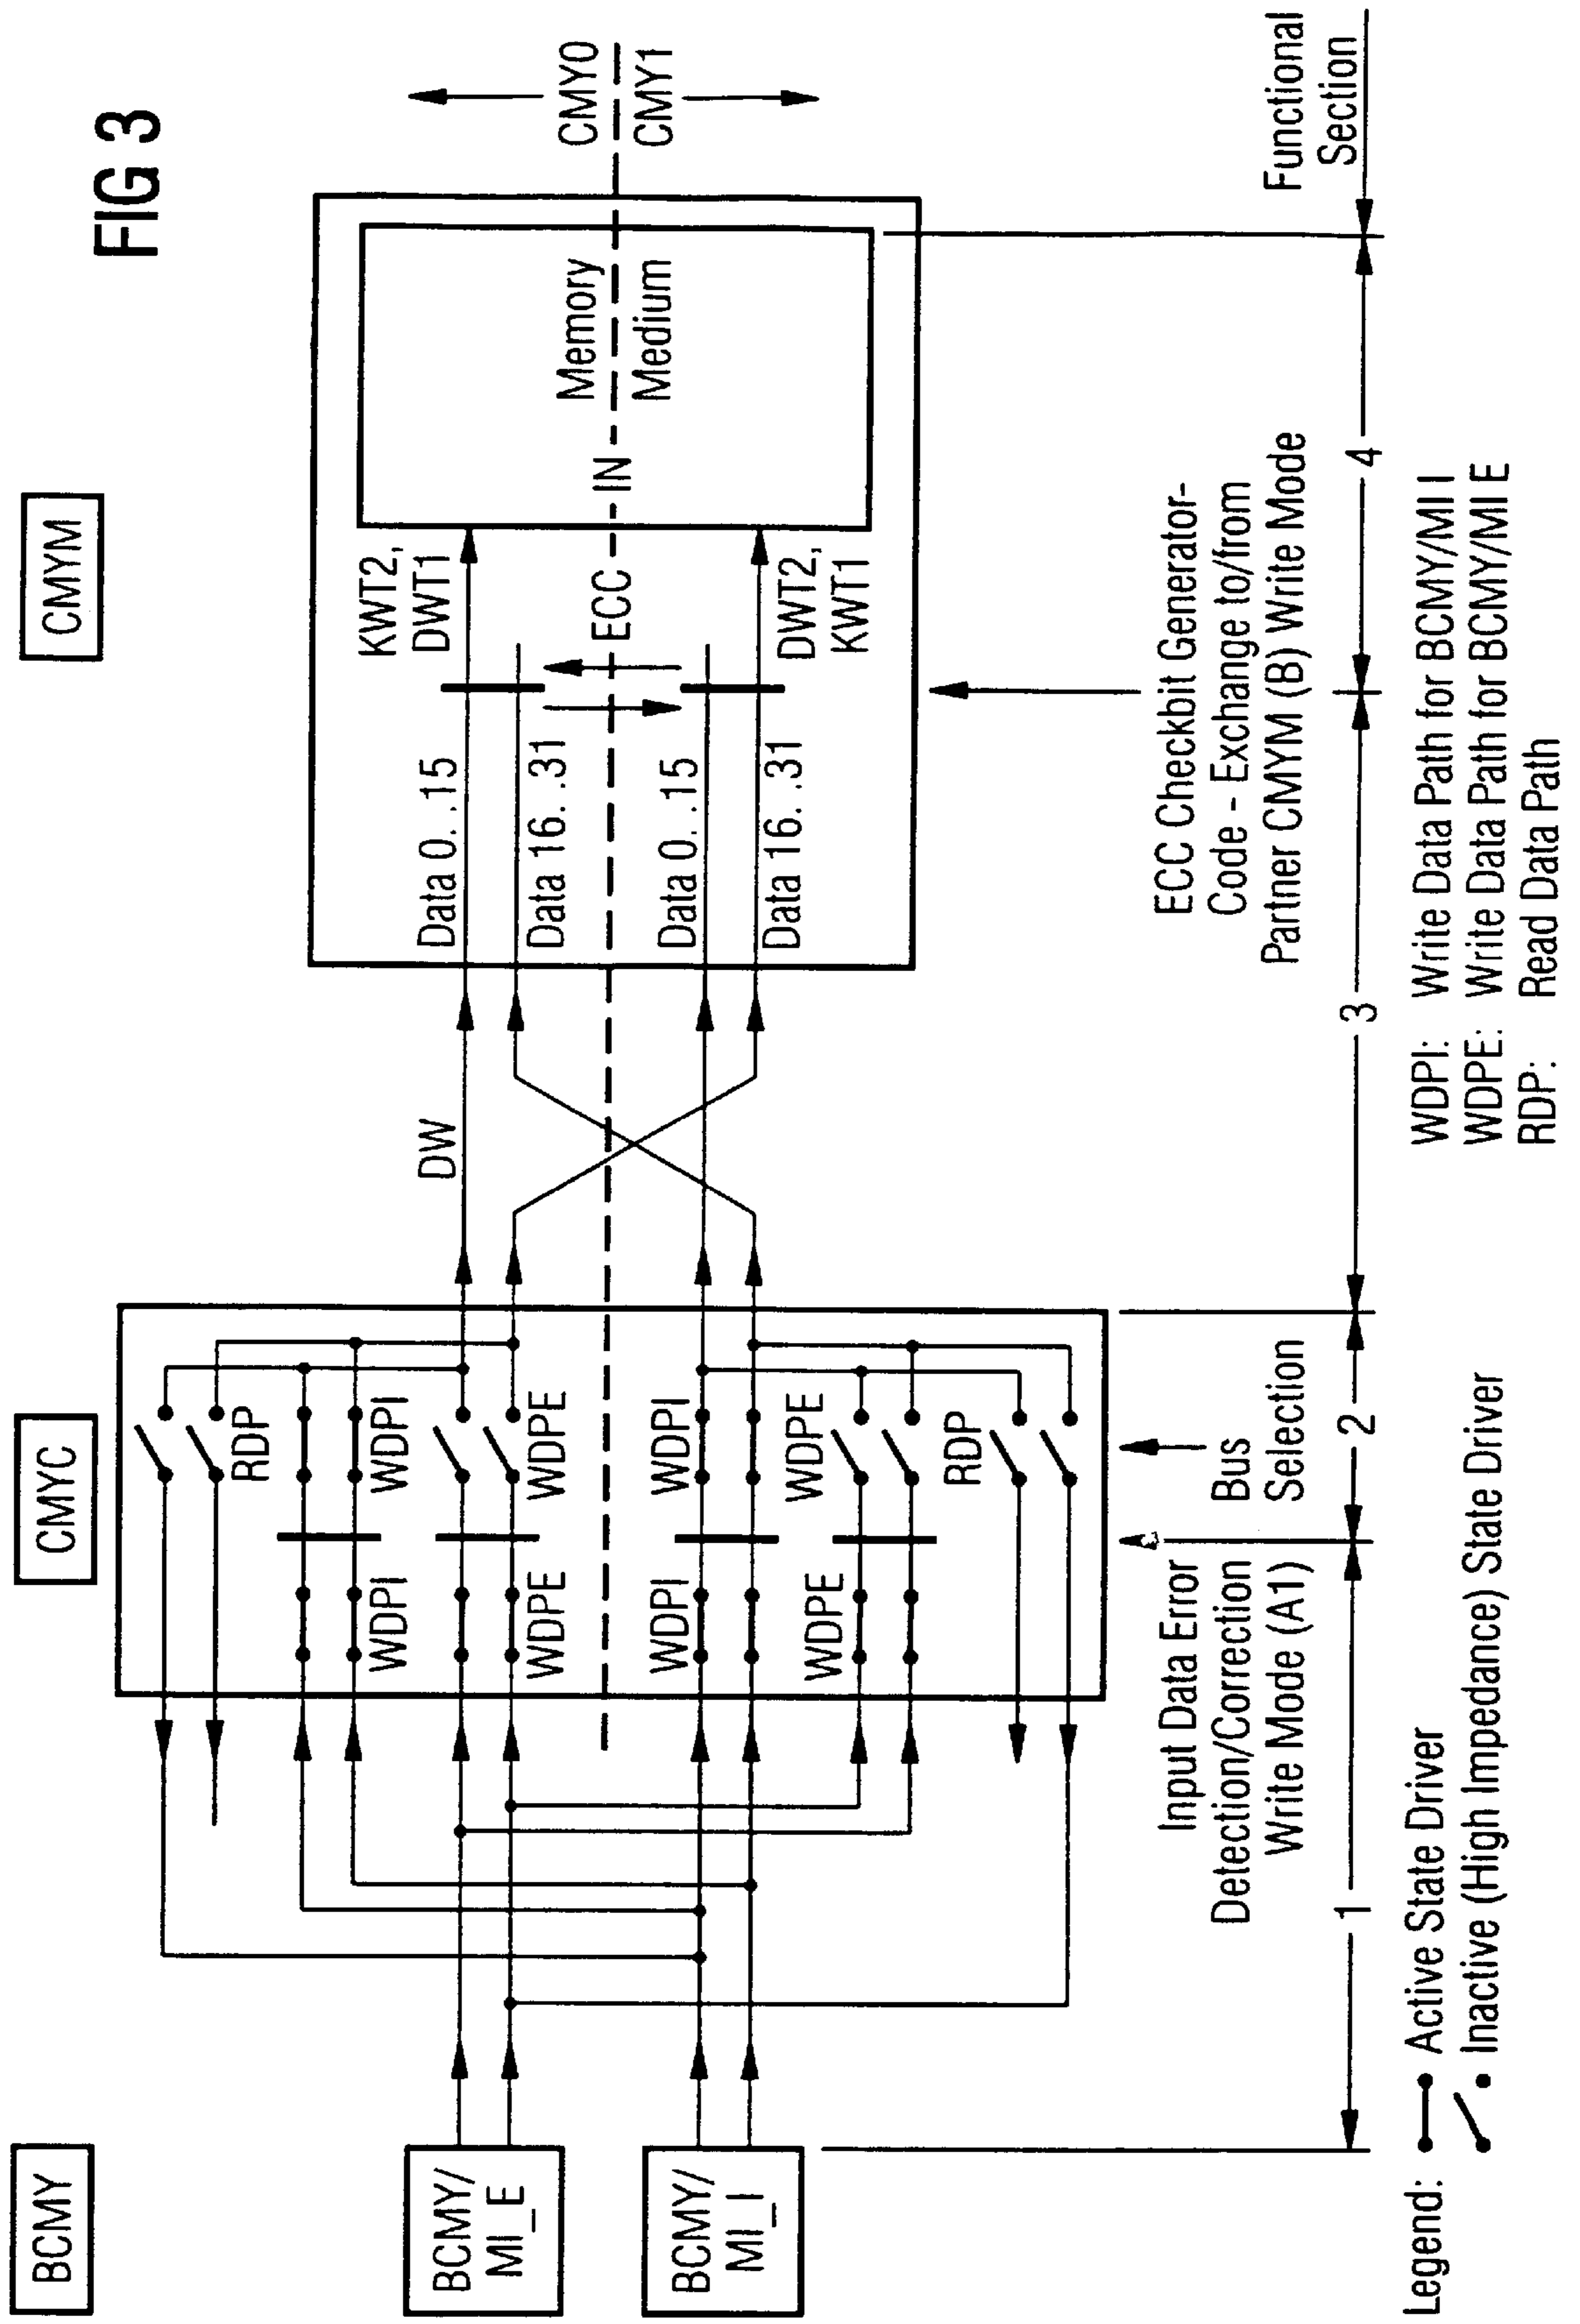 FIG 3
BCMY
CMYC
CMYM
BCMY/
MI_E
BCMY/
MI_I
RDP
WDPI
WDPI
WDPE
WDPE
WDPI
WDPI
WDPE
WDPE
RDP
DW
Data 0. .15
Data 16. .31
Data 0. .15
Data 16. .31
KWT2,
DWT1
ECC
IN
DWT2,
KWT1
Memory
Medium
CMY0
CMY1
Input Data Error
Detection/Correction
Write Mode (A1)
Bus
Selection
ECC Checkbit Generator-
Code - Exchange to/from
Partner CMYM (B) Write Mode
Functional
Section
1
2
3
4
Legend:
Active State Driver
Inactive (High Impedance) State Driver
WDPI: Write Data Path for BCMY/MI I
WDPE: Write Data Path for BCMY/MI E
RDP: Read Data Path